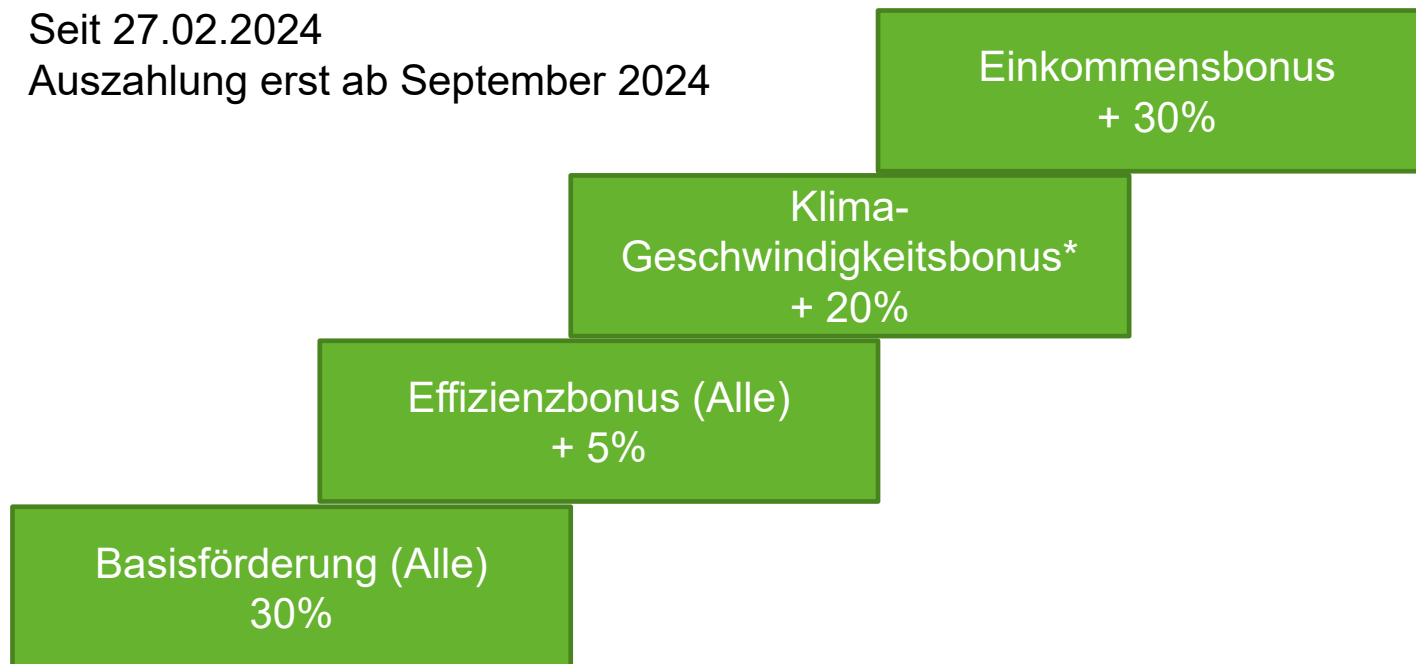 Seit 27.02.2024
Auszahlung erst ab September 2024
Einkommensbonus
+ 30%
Klima-
Geschwindigkeitsbonus*
+ 20%
Effizienzbonus (Alle)
+ 5%
Basisförderung (Alle)
30%